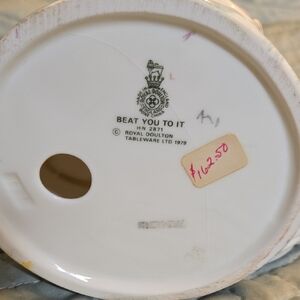 BEAT YOU TO IT
HN 2871
© ROYAL DOULTON
TABLEWARE LTD 1979
$162.50